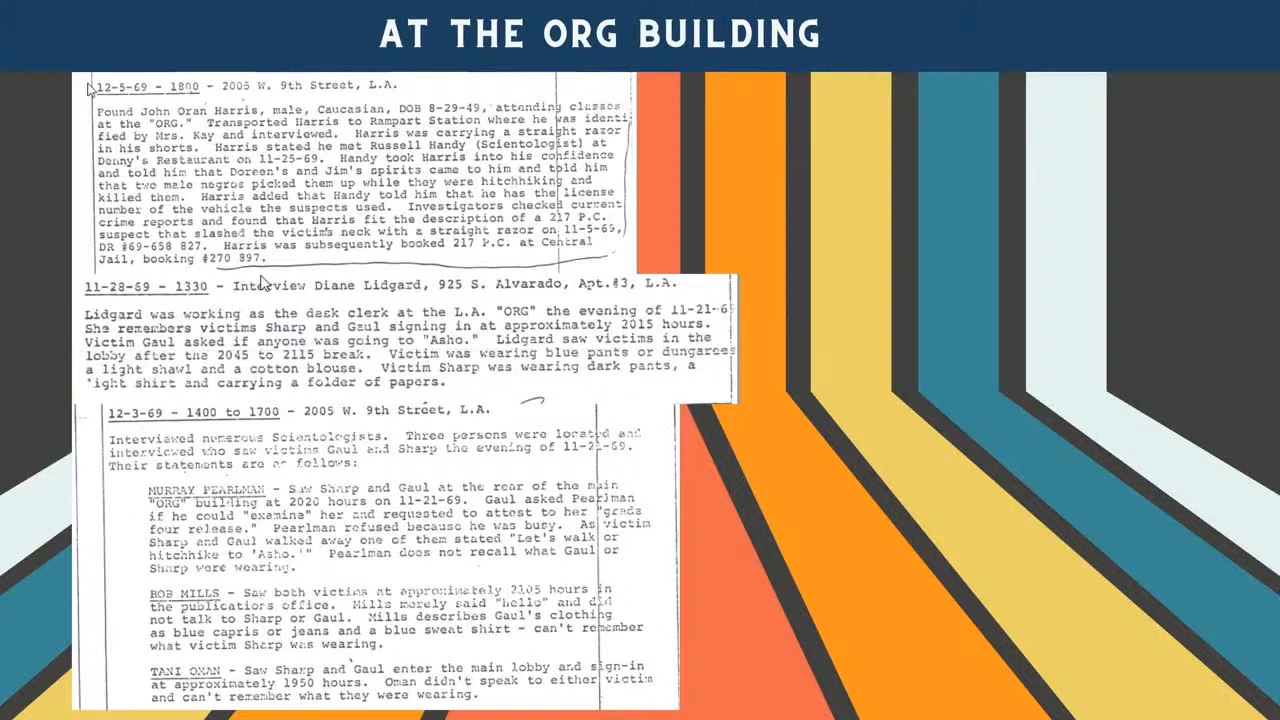 AT THE ORG BUILDING
12-5-69 - 1800 - 2005 W. 9th Street, L.A.
Found John Oran Harris, male, Caucasian, DOB 8-29-49, attending classes
at the "ORG." Transported Harris to Rampart Station where he was identi-
fied by Mrs. Kay and interviewed. Harris was carrying a straight razor
in his shorts. Harris stated he met Russell Handy (Scientologist) at
Denny's Restaurant on 11-25-69. Handy took Harris into his confidence
and told him that Doreen's and Jim's spirits came to him and told him
that two male negros picked them up while they were hitchhiking and
killed them. Harris added that Handy told him that he has the license
number of the vehicle the suspects used. Investigators checked current
crime reports and found that Harris fit the description of a 217 P.C.
suspect that slashed the victim's neck with a straight razor on 11-5-69,
DR #69-658 827. Harris was subsequently booked 217 P.C. at Central
Jail, booking #270 897.
11-28-69 - 1330 - Interview Diane Lidgard, 925 S. Alvarado, Apt.#3, L.A.
Lidgard was working as the desk clerk at the L.A. "ORG" the evening of 11-21-6
She remembers victims Sharp and Gaul signing in at approximately 2015 hours.
Victim Gaul asked if anyone was going to "Asho." Lidgard saw victims in the
lobby after the 2045 to 2115 break. Victim was wearing blue pants or dungarees
a light shawl and a cotton blouse. Victim Sharp was wearing dark pants, a
light shirt and carrying a folder of papers.
12-3-69 - 1400 to 1700 - 2005 W. 9th Street, L.A.
Interviewed numerous Scientologists. Three persons were located and
interviewed who saw victims Gaul and Sharp the evening of 11-21-69.
Their statements are as follows:
MURRAY PEARLMAN - Saw Sharp and Gaul at the rear of the main
"ORG" building at 2020 hours on 11-21-69. Gaul asked Pearlman
if he could "examine" her and requested to attest to her "grade
four release." Pearlman refused because he was busy. As victim
Sharp and Gaul walked away one of them stated "Let's walk or
hitchhike to 'Asho.'" Pearlman does not recall what Gaul or
Sharp were wearing.
BOB MILLS - Saw both victims at approximately 2105 hours in
the publications office. Mills merely said "hello" and did
not talk to Sharp or Gaul. Mills describes Gaul's clothing
as blue capris or jeans and a blue sweat shirt - can't remember
what victim Sharp was wearing.
TANI OMAN - Saw Sharp and Gaul enter the main lobby and sign-in
at approximately 1950 hours. Oman didn't speak to either victim
and can't remember what they were wearing.